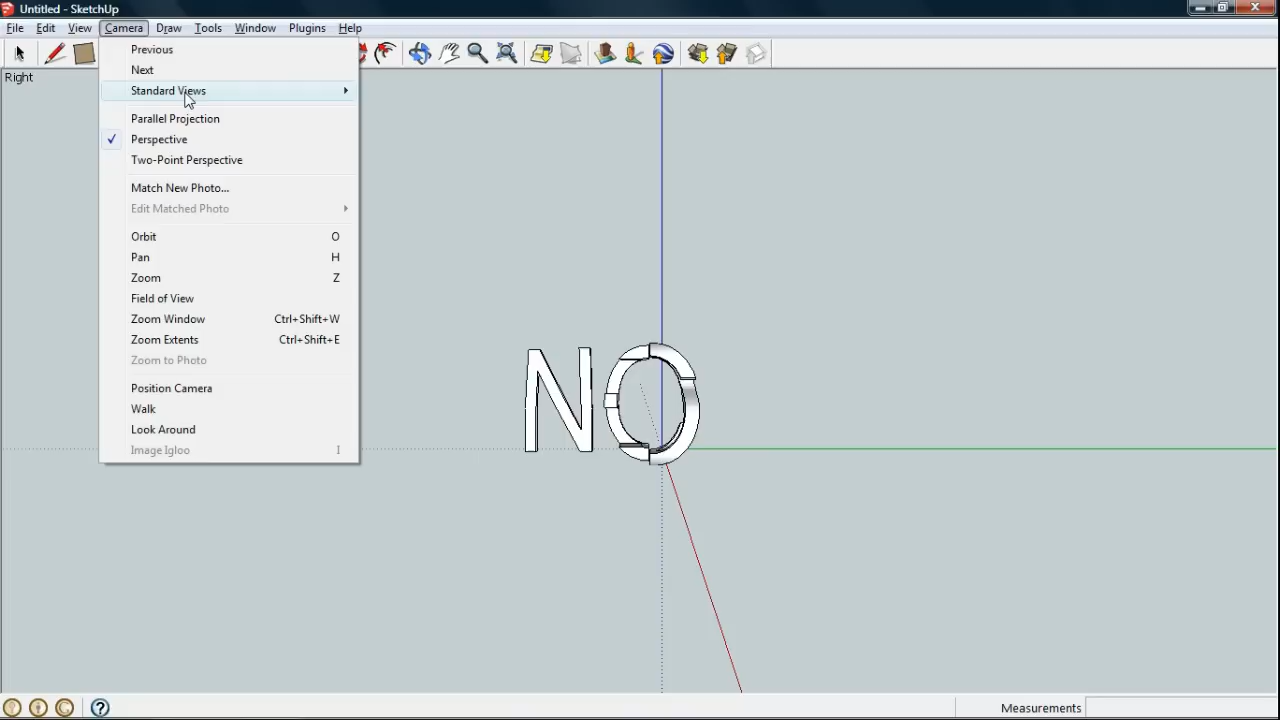 Untitled - SketchUp
File Edit View Camera Draw Tools Window Plugins Help
Right
Previous
Next
Standard Views
Parallel Projection
Perspective
Two-Point Perspective
Match New Photo...
Edit Matched Photo
Orbit O
Pan H
Zoom Z
Field of View
Zoom Window Ctrl+Shift+W
Zoom Extents Ctrl+Shift+E
Zoom to Photo
Position Camera
Walk
Look Around
Image Igloo I
NO
Measurements